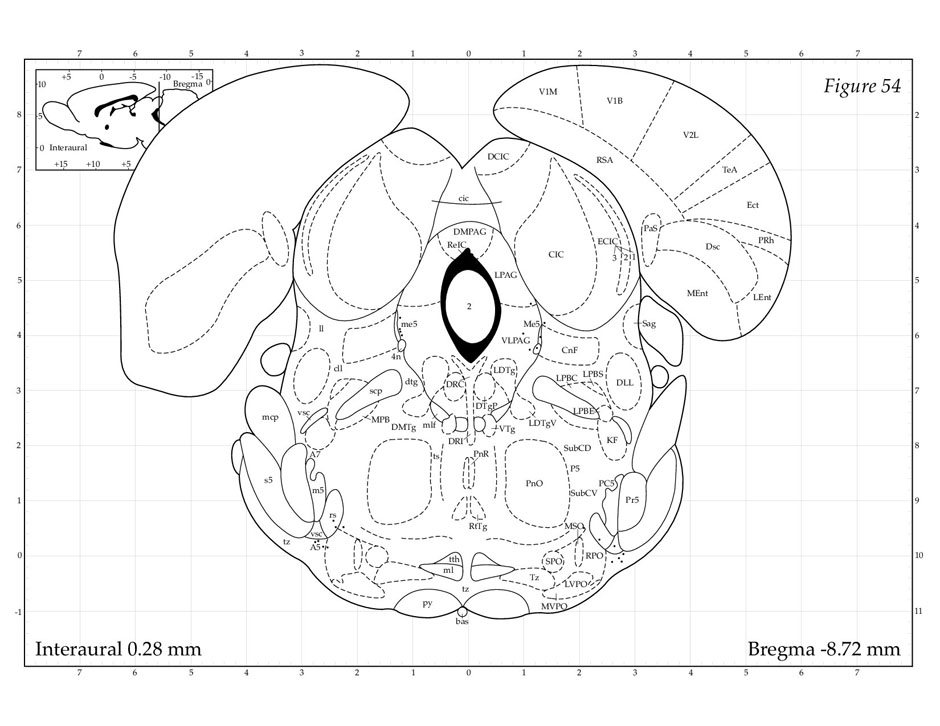 7 6 5 4 3 2 1 0 1 2 3 4 5 6 7
Figure 54
+5 0 -5 -10 -15
Bregma
10
0
5
0 Interaural
+15 +10 +5
8 2
7 3
6 4
5 5
4 6
3 7
2 8
1 9
0 10
-1 11
V1M
V1B
V2L
RSA
TeA
Ect
PRh
LEnt
MEnt
Dsc
PaS
DCIC
cic
DMPAG
ReIC
CIC
ECIC
3 2 1
LPAG
2
ll
me5
Me5
VLPAG
Sag
CnF
4n
dl
LDTg
LPBC
LPBS
DLL
dtg
DRC
scp
DTgP
LPBE
vsc
MPB
DMTg
mlf
VTg
LDTgV
mcp
DRI
KF
SubCD
A7
ts
PnR
P5
s5
m5
PnO
PC5
SubCV
Pr5
rs
RtTg
MSO
vsc
tz
A5
tth
SPO
RPO
ml
Tz
LVPO
tz
py
MVPO
bas
Interaural 0.28 mm
Bregma -8.72 mm
7 6 5 4 3 2 1 0 1 2 3 4 5 6 7